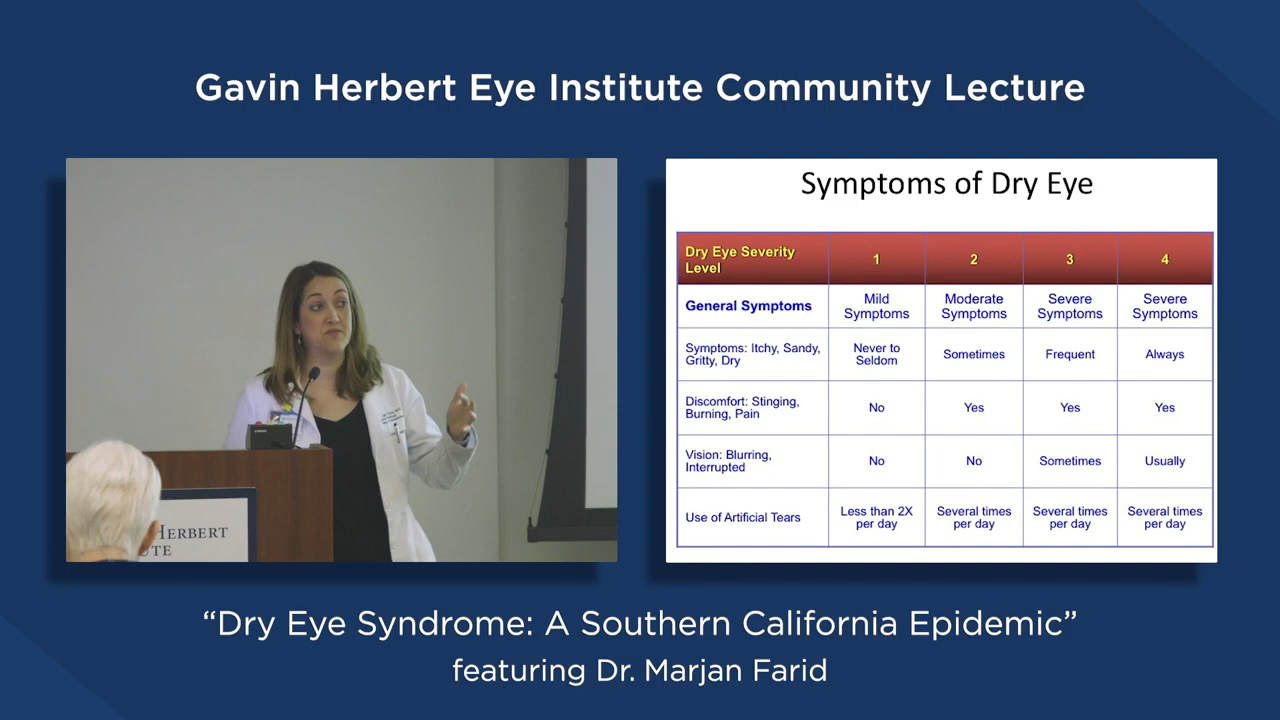 Gavin Herbert Eye Institute Community Lecture
HERBERT
UTE
Symptoms of Dry Eye
Dry Eye Severity
Level
1
2
3
4
General Symptoms
Mild
Symptoms
Moderate
Symptoms
Severe
Symptoms
Severe
Symptoms
Symptoms: Itchy, Sandy,
Gritty, Dry
Never to
Seldom
Sometimes
Frequent
Always
Discomfort: Stinging,
Burning, Pain
No
Yes
Yes
Yes
Vision: Blurring,
Interrupted
No
No
Sometimes
Usually
Use of Artificial Tears
Less than 2X
per day
Several times
per day
Several times
per day
Several times
per day
“Dry Eye Syndrome: A Southern California Epidemic”
featuring Dr. Marjan Farid